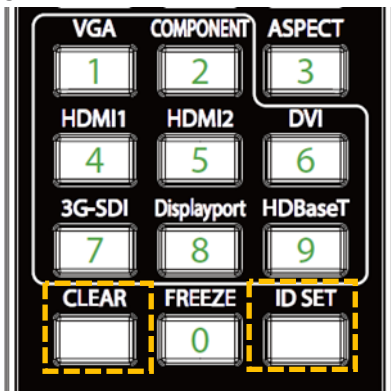 VGA COMPONENT ASPECT
1 2 3
HDMI1 HDMI2 DVI
4 5 6
3G-SDI Displayport HDBaseT
7 8 9
CLEAR FREEZE ID SET
0